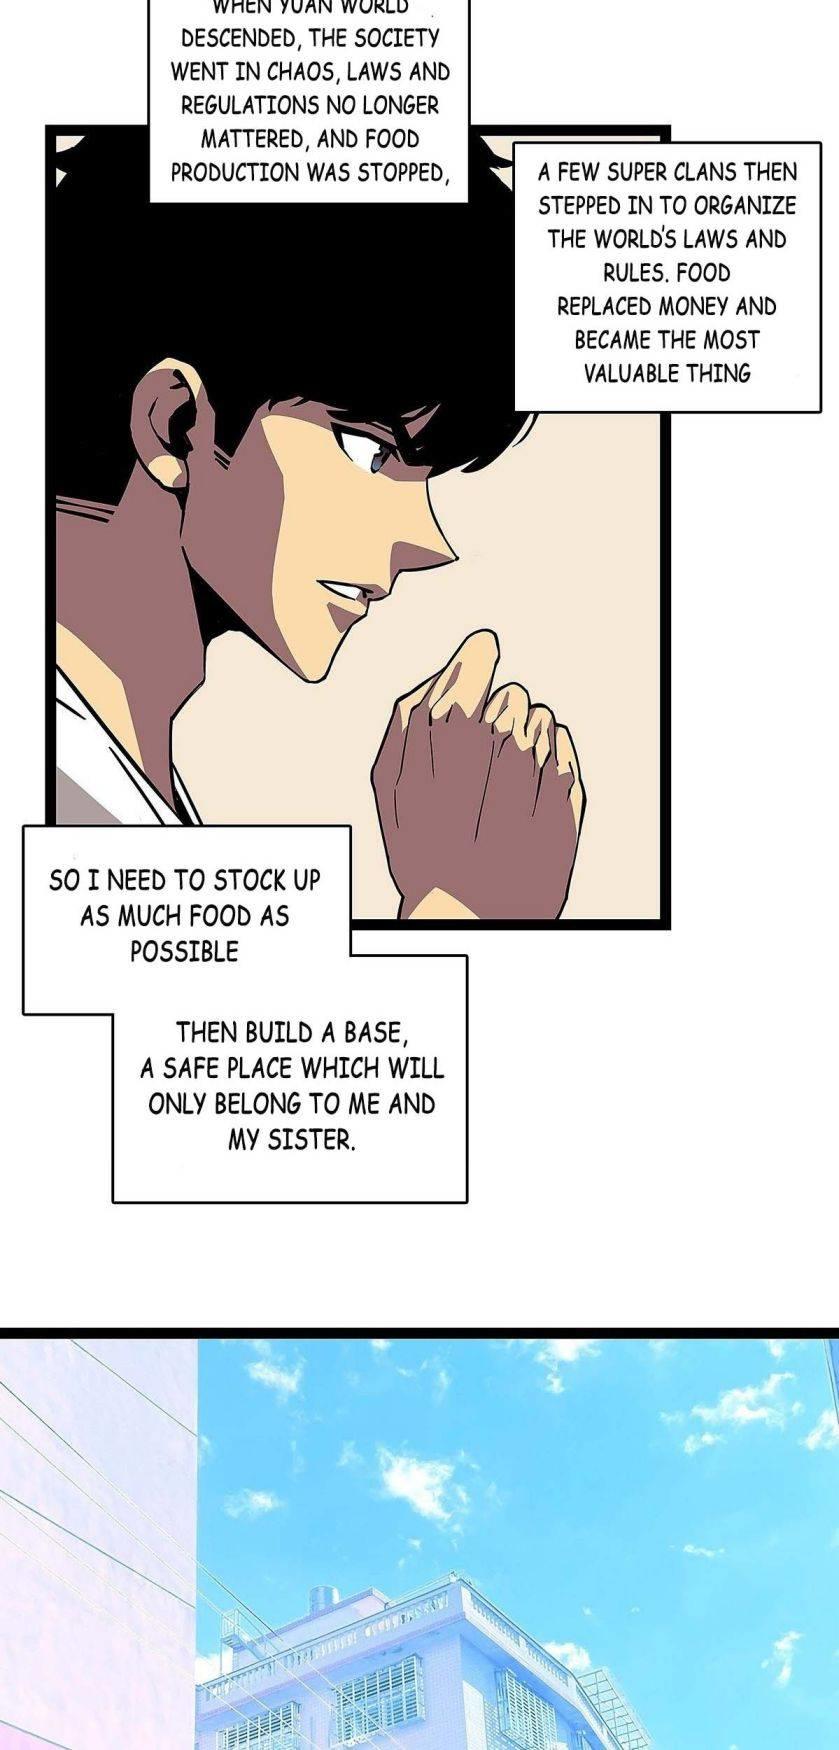 WHEN YUAN WORLD
DESCENDED, THE SOCIETY
WENT IN CHAOS, LAWS AND
REGULATIONS NO LONGER
MATTERED, AND FOOD
PRODUCTION WAS STOPPED,
A FEW SUPER CLANS THEN
STEPPED IN TO ORGANIZE
THE WORLD'S LAWS AND
RULES. FOOD
REPLACED MONEY AND
BECAME THE MOST
VALUABLE THING
SO I NEED TO STOCK UP
AS MUCH FOOD AS
POSSIBLE
THEN BUILD A BASE,
A SAFE PLACE WHICH WILL
ONLY BELONG TO ME AND
MY SISTER.